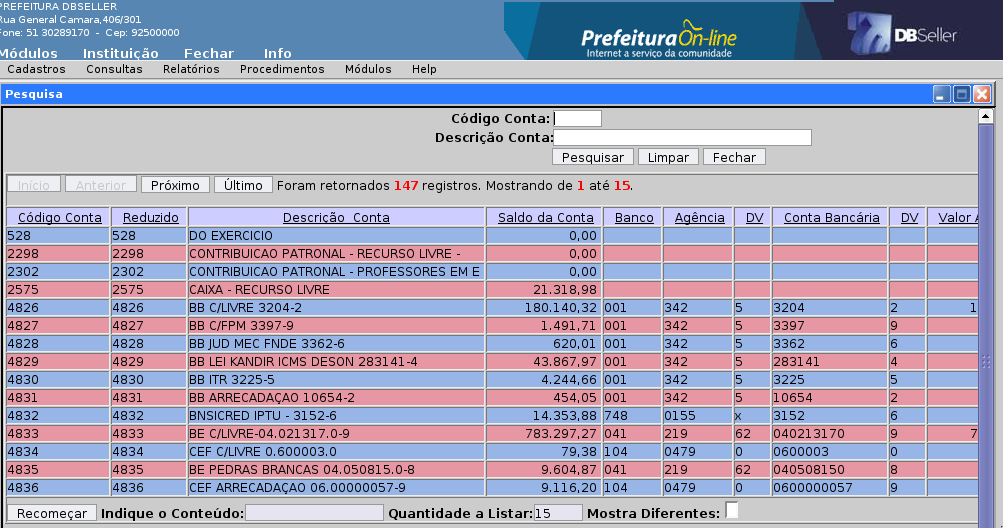 PREFEITURA DBSELLER
Rua General Camara,406/301
Fone: 51 30289170 - Cep: 92500000
Módulos Instituição Fechar Info
Prefeitura On-line
Internet a serviço da comunidade
DBSeller
Cadastros Consultas Relatórios Procedimentos Módulos Help
Pesquisa
Código Conta:
Descrição Conta:
Pesquisar Limpar Fechar
Início Anterior Próximo Último Foram retornados 147 registros. Mostrando de 1 até 15.
Código Conta Reduzido Descrição Conta Saldo da Conta Banco Agência DV Conta Bancária DV Valor A
528 528 DO EXERCICIO 0,00
2298 2298 CONTRIBUICAO PATRONAL - RECURSO LIVRE - 0,00
2302 2302 CONTRIBUICAO PATRONAL - PROFESSORES EM E 0,00
2575 2575 CAIXA - RECURSO LIVRE 21.318,98
4826 4826 BB C/LIVRE 3204-2 180.140,32 001 342 5 3204 2 1
4827 4827 BB C/FPM 3397-9 1.491,71 001 342 5 3397 9
4828 4828 BB JUD MEC FNDE 3362-6 620,01 001 342 5 3362 6
4829 4829 BB LEI KANDIR ICMS DESON 283141-4 43.867,97 001 342 5 283141 4
4830 4830 BB ITR 3225-5 4.244,66 001 342 5 3225 5
4831 4831 BB ARRECADAÇAO 10654-2 454,05 001 342 5 10654 2
4832 4832 BNSICRED IPTU - 3152-6 14.353,88 748 0155 x 3152 6
4833 4833 BE C/LIVRE-04.021317.0-9 783.297,27 041 219 62 040213170 9 7
4834 4834 CEF C/LIVRE 0.600003.0 79,38 104 0479 0 0600003 0
4835 4835 BE PEDRAS BRANCAS 04.050815.0-8 9.604,87 041 219 62 040508150 8
4836 4836 CEF ARRECADAÇAO 06.00000057-9 9.116,20 104 0479 0 0600000057 9
Recomeçar Indique o Conteúdo: Quantidade a Listar: 15 Mostra Diferentes: